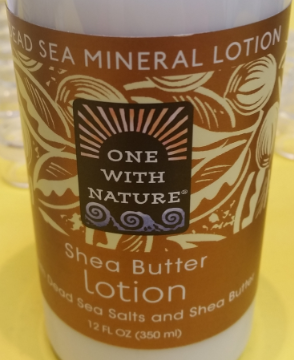 EAD SEA MINERAL LOTION
ONE
WITH
NATURE®
Shea Butter
Lotion
Dead Sea Salts and Shea Butter
12 FL OZ (350 ml)